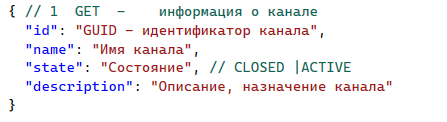 { // 1  GET  –    информация о канале
  "id": "GUID – идентификатор канала",
  "name": "Имя канала",
  "state": "Состояние", // CLOSED |ACTIVE
  "description": "Описание, назначение канала"
}